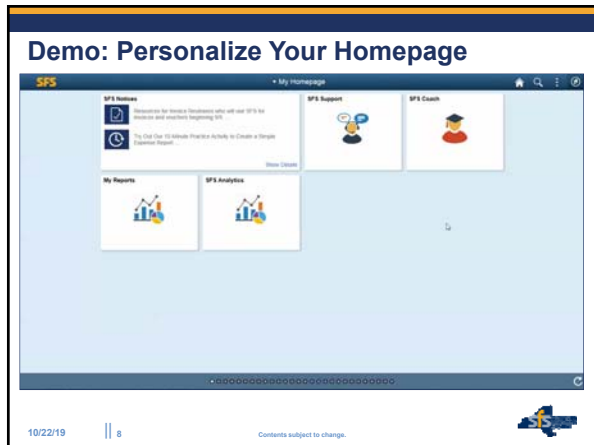 Demo: Personalize Your Homepage
SFS
My Homepage
SFS Notices
Resources for Invoice Reviewers who will use SFS for
invoices and vouchers beginning
Try Out Our 10 Minute Practice Activity to Create a Simple
Expense Report ...
Show Details
SFS Support
SFS Coach
My Reports
SFS Analytics
10/22/19
8
Contents subject to change.
sfs